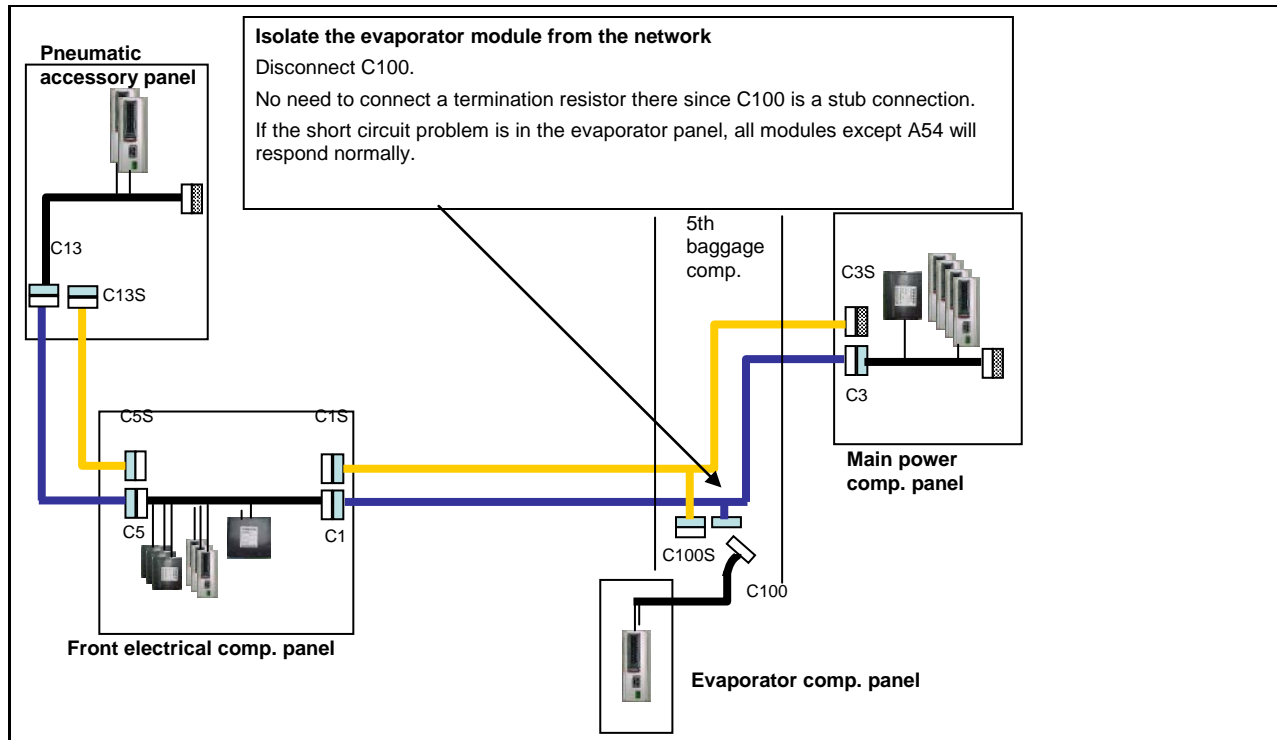 Isolate the evaporator module from the network
Disconnect C100.
No need to connect a termination resistor there since C100 is a stub connection.
If the short circuit problem is in the evaporator panel, all modules except A54 will
respond normally.
Pneumatic
accessory panel
C13
C13S
5th
baggage
comp.
C3S
C3
Main power
comp. panel
C5S
C1S
C5
C1
C100S
C100
Front electrical comp. panel
Evaporator comp. panel